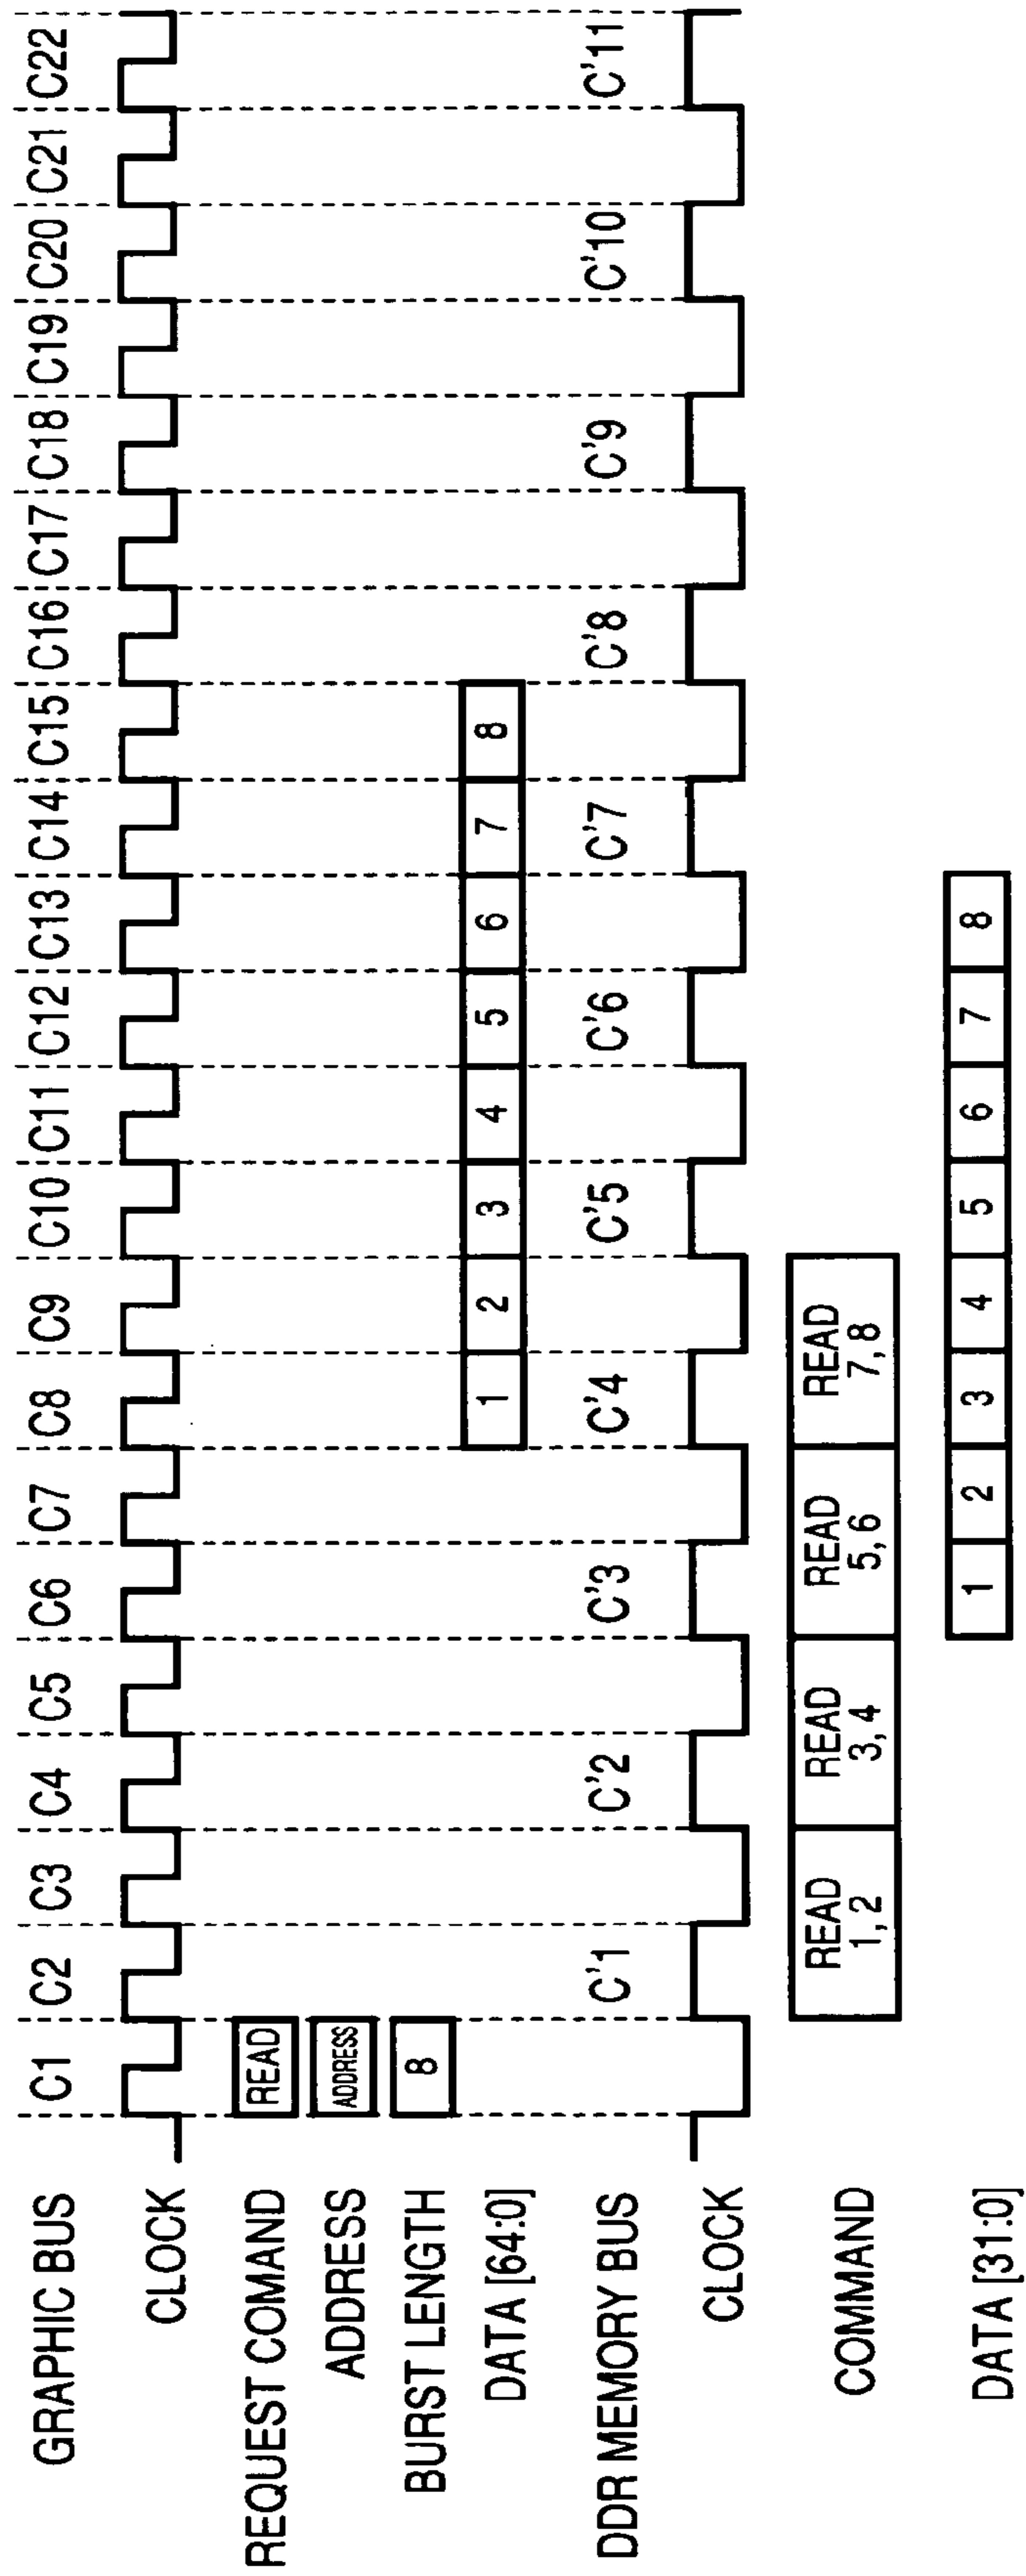 GRAPHIC BUS C1 C2 C3 C4 C5 C6 C7 C8 C9 C10 C11 C12 C13 C14 C15 C16 C17 C18 C19 C20 C21 C22
CLOCK
REQUEST COMAND READ
ADDRESS ADDRESS
BURST LENGTH 8
DATA [64:0] 1 2 3 4 5 6 7 8
DDR MEMORY BUS C'1 C'2 C'3 C'4 C'5 C'6 C'7 C'8 C'9 C'10 C'11
CLOCK
COMMAND READ 1, 2 READ 3, 4 READ 5, 6 READ 7, 8
DATA [31:0] 1 2 3 4 5 6 7 8